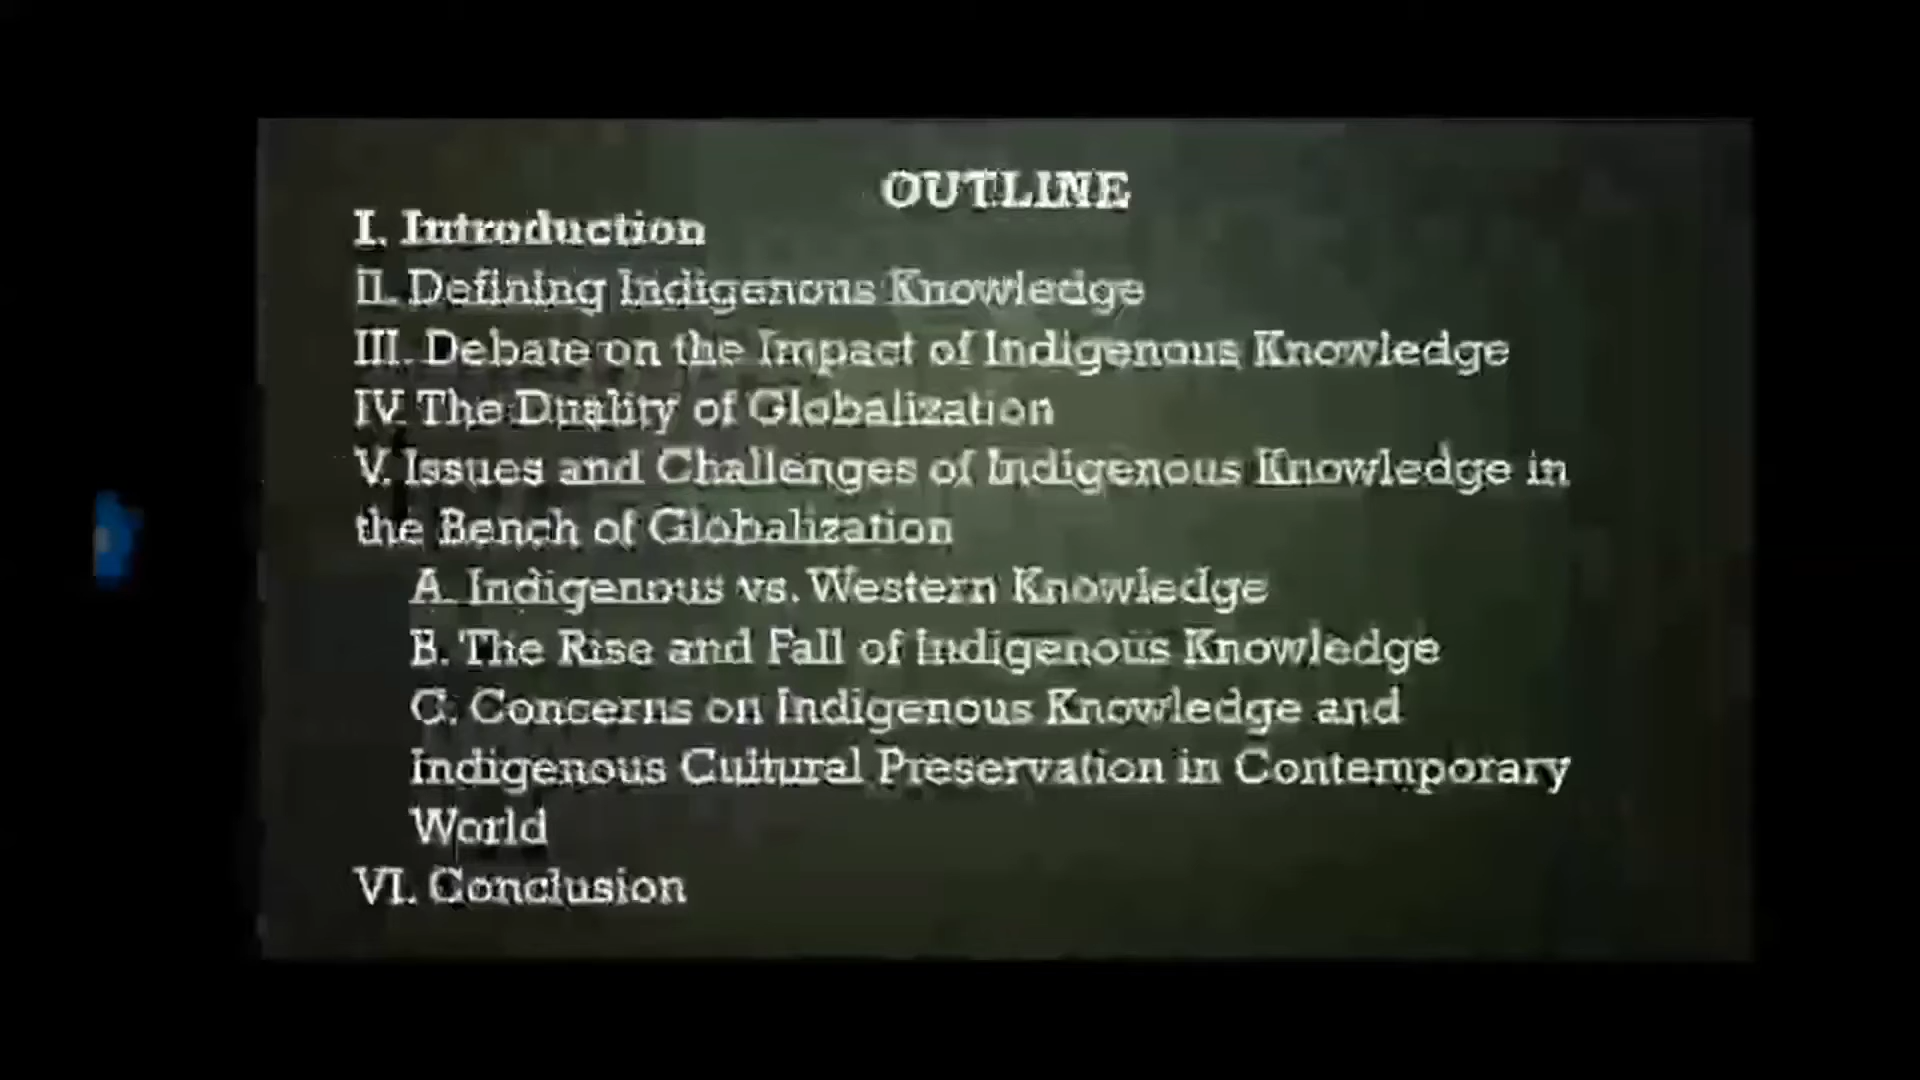 OUTLINE
I. Introduction
II. Defining Indigenous Knowledge
III. Debate on the Impact of Indigenous Knowledge
IV. The Duality of Globalization
V. Issues and Challenges of Indigenous Knowledge in
the Bench of Globalization
A. Indigenous vs. Western Knowledge
B. The Rise and Fall of Indigenous Knowledge
C. Concerns on Indigenous Knowledge and
Indigenous Cultural Preservation in Contemporary
World
VI. Conclusion